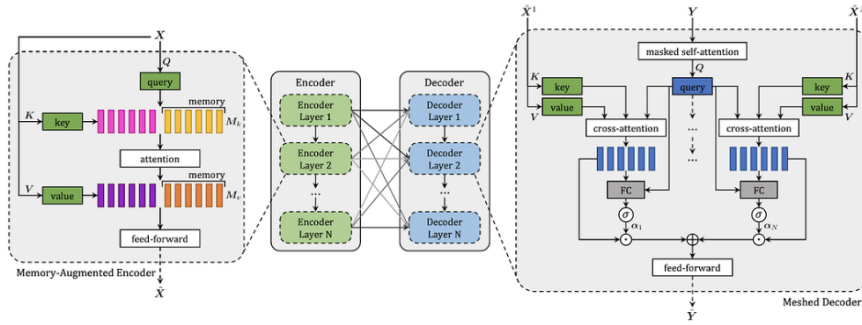 X
Q
query
memory
K
key
M_k
attention
memory
V
value
M_v
feed-forward
Memory-Augmented Encoder
X̃
Encoder
Encoder
Layer 1
Encoder
Layer 2
...
Encoder
Layer N
Decoder
Decoder
Layer 1
Decoder
Layer 2
...
Decoder
Layer N
X̃¹
Y
masked self-attention
Q
K
key
query
key
K
V
value
value
V
cross-attention
...
cross-attention
...
FC
FC
σ
σ
α₁
α_N
feed-forward
Meshed Decoder
Ỹ